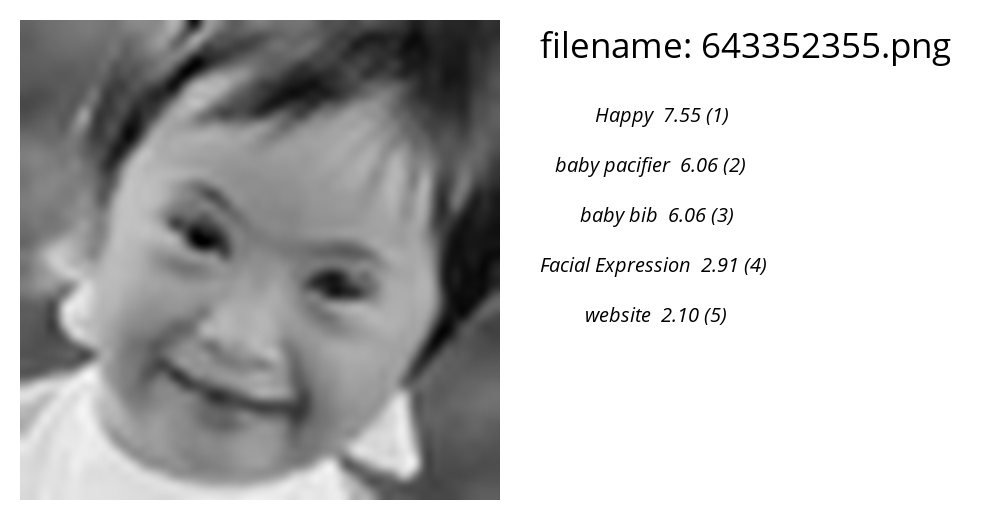 filename: 643352355.png
Happy 7.55 (1)
baby pacifier 6.06 (2)
baby bib 6.06 (3)
Facial Expression 2.91 (4)
website 2.10 (5)